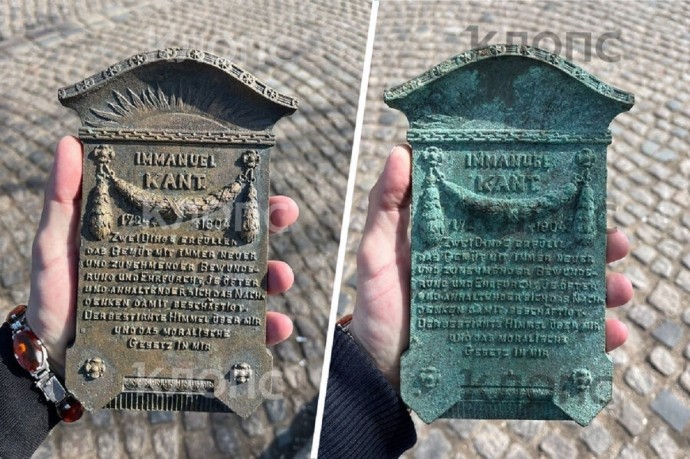 клопс
IMMANUEL
KANT.
1804
ZWEI DINGE ERFÜLLEN
DAS GEMÜT MIT IMMER NEUER
UND ZUNEHMENDER BEWUNDE-
RUNG UND EHRFURCHT, JE ÖFTER
UND ANHALTENDER SICH DAS NACH-
DENKEN DAMIT BESCHÄFTIGT.
DER BESTIRNTE HIMMEL ÜBER MIR
UND DAS MORALISCHE
GESETZ IN MIR
клопс
клопс
IMMANUEL
KANT.
1804
ZWEI DINGE ERFÜLLEN
DAS GEMÜT MIT IMMER NEUER
UND ZUNEHMENDER BEWUNDE-
RUNG UND EHRFURCHT, JE ÖFTER
UND ANHALTENDER SICH DAS NACH-
DENKEN DAMIT BESCHÄFTIGT.
DER BESTIRNTE HIMMEL ÜBER MIR
UND DAS MORALISCHE
GESETZ IN MIR
клопс